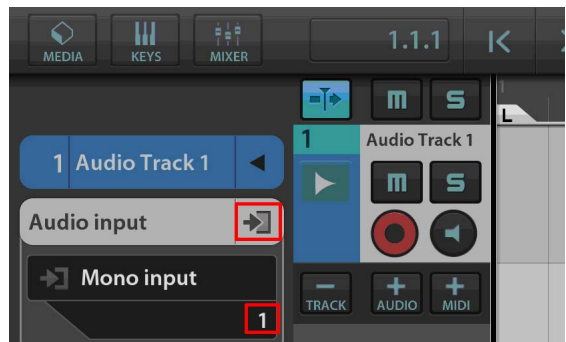 MEDIA KEYS MIXER 1.1.1
m S 1
L
1 Audio Track 1
1 Audio Track 1
m S
Audio input
Mono input
1
TRACK AUDIO MIDI